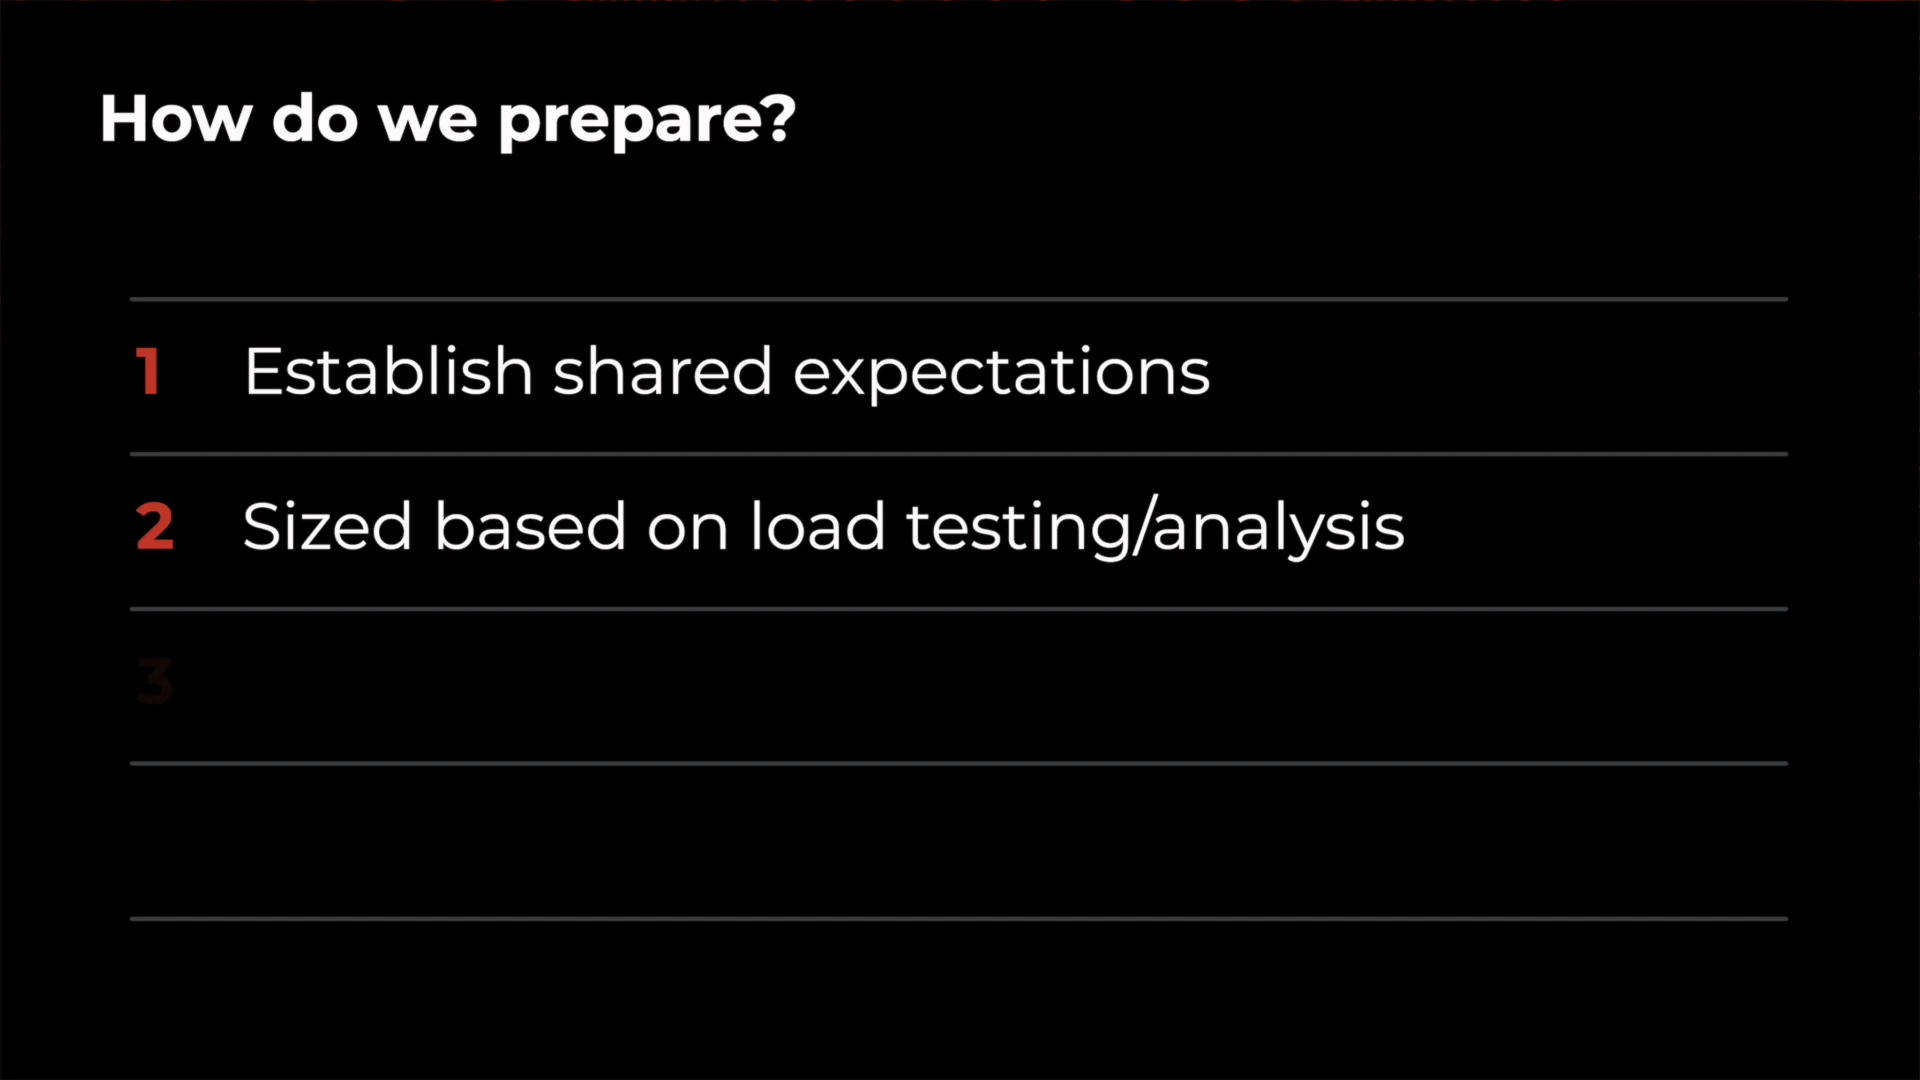 How do we prepare?
1 Establish shared expectations
2 Sized based on load testing/analysis
3